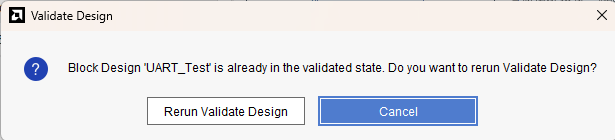 Validate Design
Block Design 'UART_Test' is already in the validated state. Do you want to rerun Validate Design?
Rerun Validate Design
Cancel